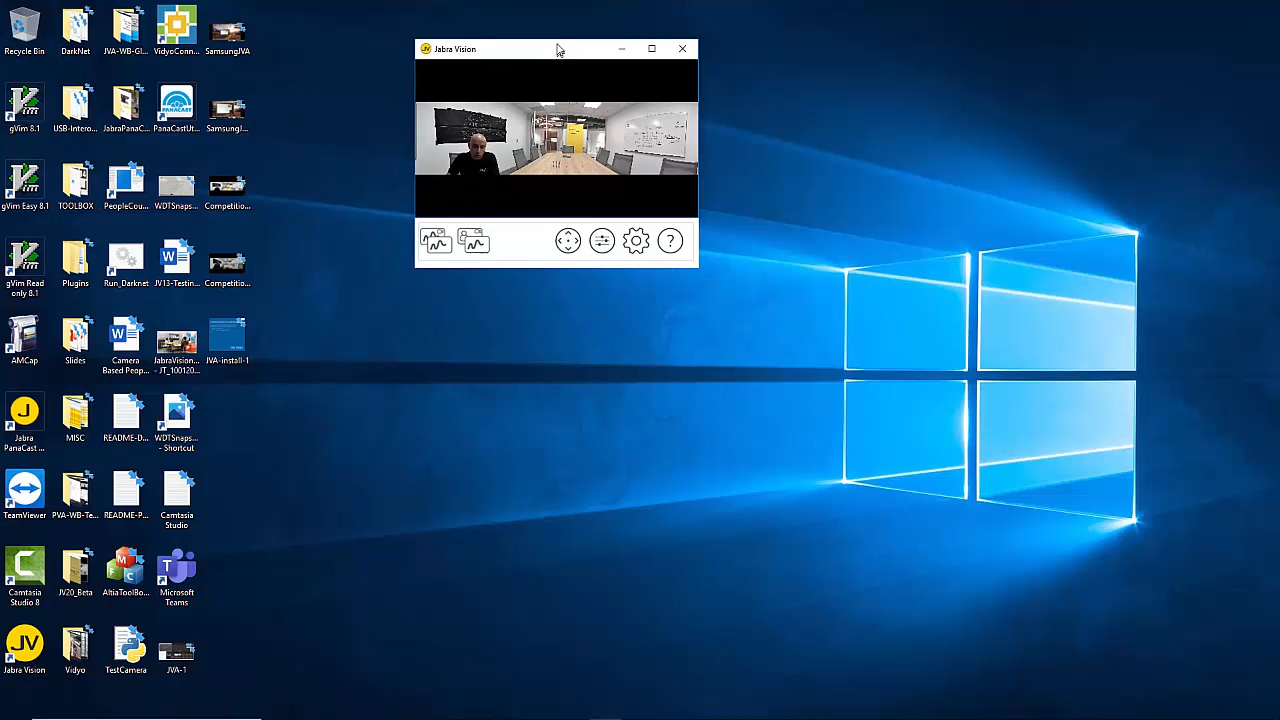 Jabra Vision
Recycle Bin
DarkNet
JVA-WB-Gl...
VidyoConn...
SamsungJVA
gVim 8.1
USB-Intero...
JabraPanaC...
PANACAST
PanaCastUt...
SamsungJ...
gVim Easy 8.1
TOOLBOX
PeopleCou...
WDTSnaps...
Competitio...
gVim Read
only 8.1
Plugins
Run_Darknet
JV13-Testin...
Competitio...
AMCap
Slides
Camera
Based Peop...
JabraVision...
- JT_100120...
JVA-install-1
Jabra
PanaCast ...
MISC
README-D...
WDTSnaps...
- Shortcut
TeamViewer
PVA-WB-Te...
README-P...
Camtasia
Studio
Camtasia
Studio 8
JV20_Beta
AltiaToolBo...
Microsoft
Teams
JV
Jabra Vision
Vidyo
TestCamera
JVA-1